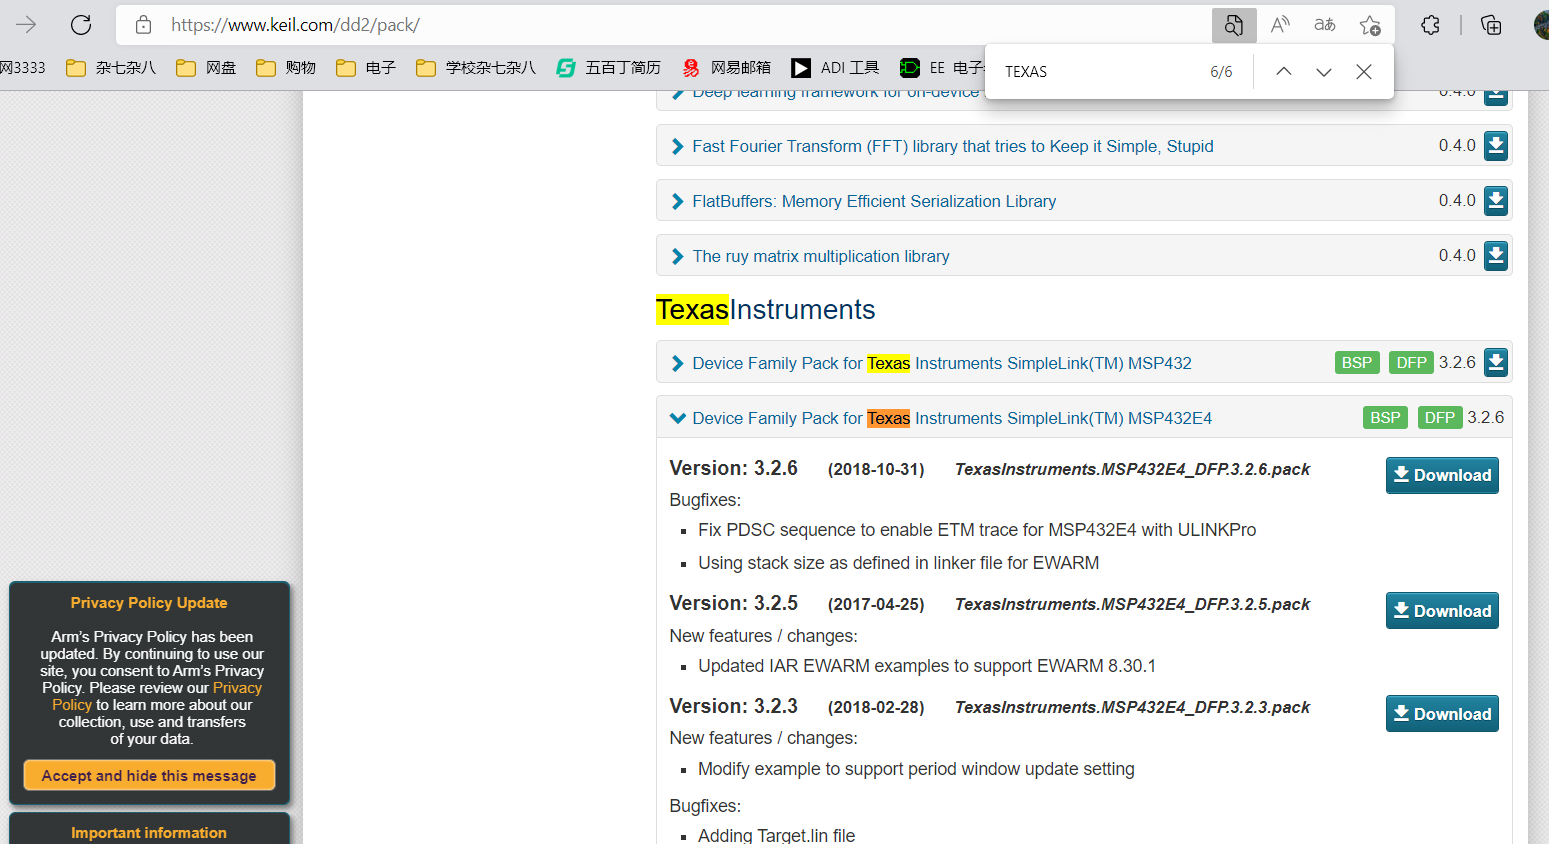 https://www.keil.com/dd2/pack/
网3333
杂七杂八
网盘
购物
电子
学校杂七杂八
五百丁简历
网易邮箱
ADI 工具
EE 电子
TEXAS
6/6
Deep learning framework for on-device
0.4.0
Fast Fourier Transform (FFT) library that tries to Keep it Simple, Stupid
0.4.0
FlatBuffers: Memory Efficient Serialization Library
0.4.0
The ruy matrix multiplication library
0.4.0
TexasInstruments
Device Family Pack for Texas Instruments SimpleLink(TM) MSP432
BSP DFP 3.2.6
Device Family Pack for Texas Instruments SimpleLink(TM) MSP432E4
BSP DFP 3.2.6
Version: 3.2.6 (2018-10-31) TexasInstruments.MSP432E4_DFP.3.2.6.pack
Download
Bugfixes:
Fix PDSC sequence to enable ETM trace for MSP432E4 with ULINKPro
Using stack size as defined in linker file for EWARM
Version: 3.2.5 (2017-04-25) TexasInstruments.MSP432E4_DFP.3.2.5.pack
Download
New features / changes:
Updated IAR EWARM examples to support EWARM 8.30.1
Version: 3.2.3 (2018-02-28) TexasInstruments.MSP432E4_DFP.3.2.3.pack
Download
New features / changes:
Modify example to support period window update setting
Bugfixes:
Adding Target.lin file
Privacy Policy Update
Arm's Privacy Policy has been
updated. By continuing to use our
site, you consent to Arm's Privacy
Policy. Please review our Privacy
Policy to learn more about our
collection, use and transfers
of your data.
Accept and hide this message
Important information